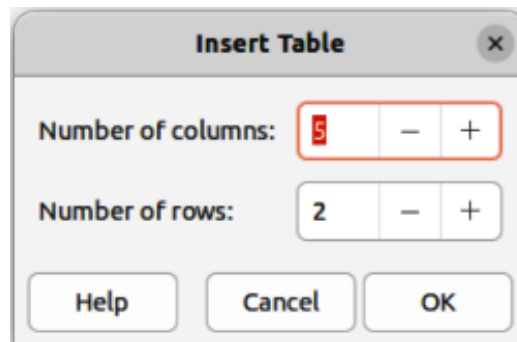 Insert Table
Number of columns: 5
Number of rows: 2
Help Cancel OK